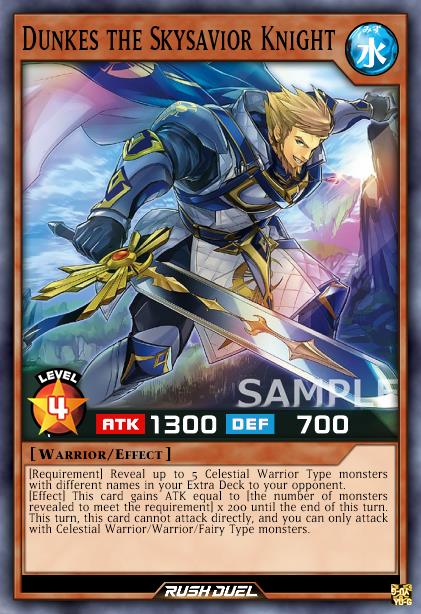 DUNKES THE SKYSAVIOR KNIGHT
みず
水
SAMPLE
LEVEL
4
ATK 1300 DEF 700
[WARRIOR/EFFECT]
[Requirement] Reveal up to 5 Celestial Warrior Type monsters
with different names in your Extra Deck to your opponent.
[Effect] This card gains ATK equal to [the number of monsters
revealed to meet the requirement] x 200 until the end of this turn.
This turn, this card cannot attack directly, and you can only attack
with Celestial Warrior/Warrior/Fairy Type monsters.
RUSH DUEL